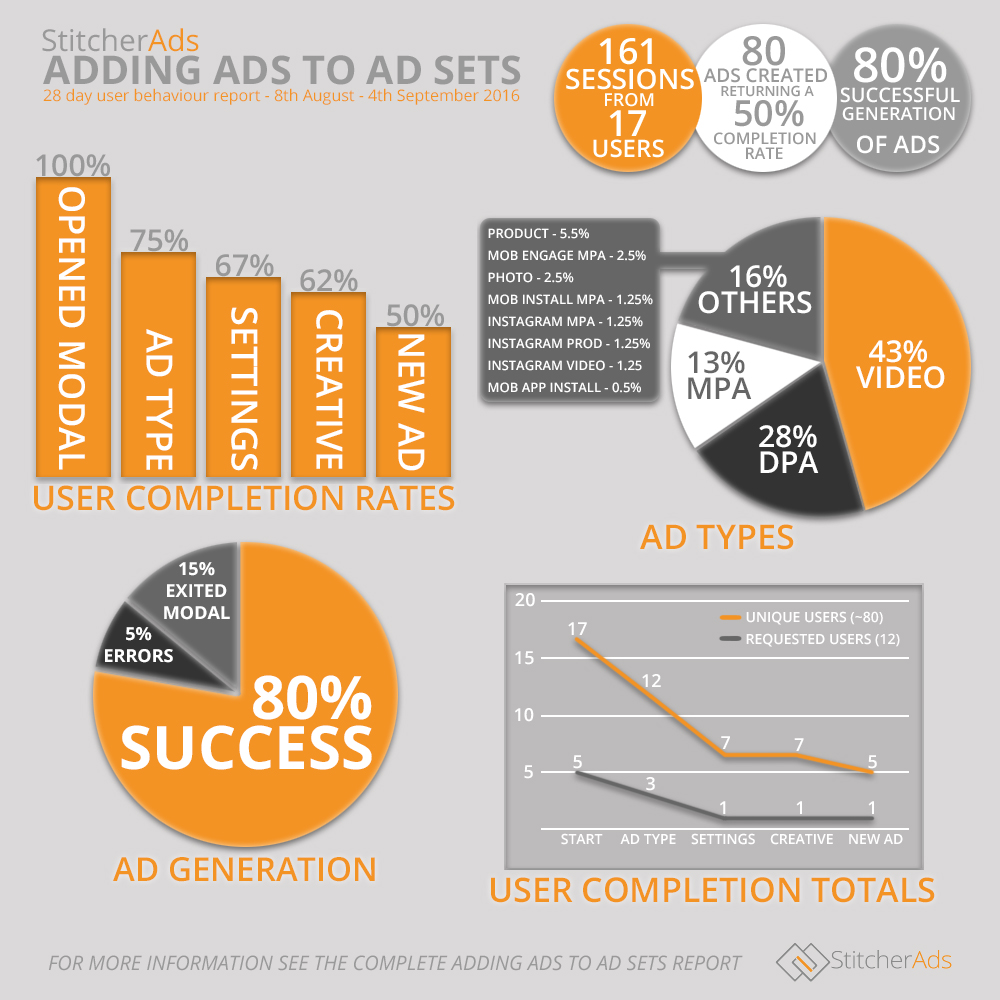 StitcherAds
ADDING ADS TO AD SETS
28 day user behaviour report - 8th August - 4th September 2016
161
SESSIONS
FROM
17
USERS
80
ADS CREATED
RETURNING A
50%
COMPLETION
RATE
80%
SUCCESSFUL
GENERATION
OF ADS
100%
OPENED MODAL
75%
AD TYPE
67%
SETTINGS
62%
CREATIVE
50%
NEW AD
USER COMPLETION RATES
PRODUCT - 5.5%
MOB ENGAGE MPA - 2.5%
PHOTO - 2.5%
MOB INSTALL MPA - 1.25%
INSTAGRAM MPA - 1.25%
INSTAGRAM PROD - 1.25%
INSTAGRAM VIDEO - 1.25
MOB APP INSTALL - 0.5%
16%
OTHERS
43%
VIDEO
13%
MPA
28%
DPA
AD TYPES
15%
EXITED
MODAL
5%
ERRORS
80%
SUCCESS
AD GENERATION
20
15
10
5
UNIQUE USERS (~80)
REQUESTED USERS (12)
17
12
7
7
5
5
3
1
1
1
START AD TYPE SETTINGS CREATIVE NEW AD
USER COMPLETION TOTALS
FOR MORE INFORMATION SEE THE COMPLETE ADDING ADS TO AD SETS REPORT
StitcherAds